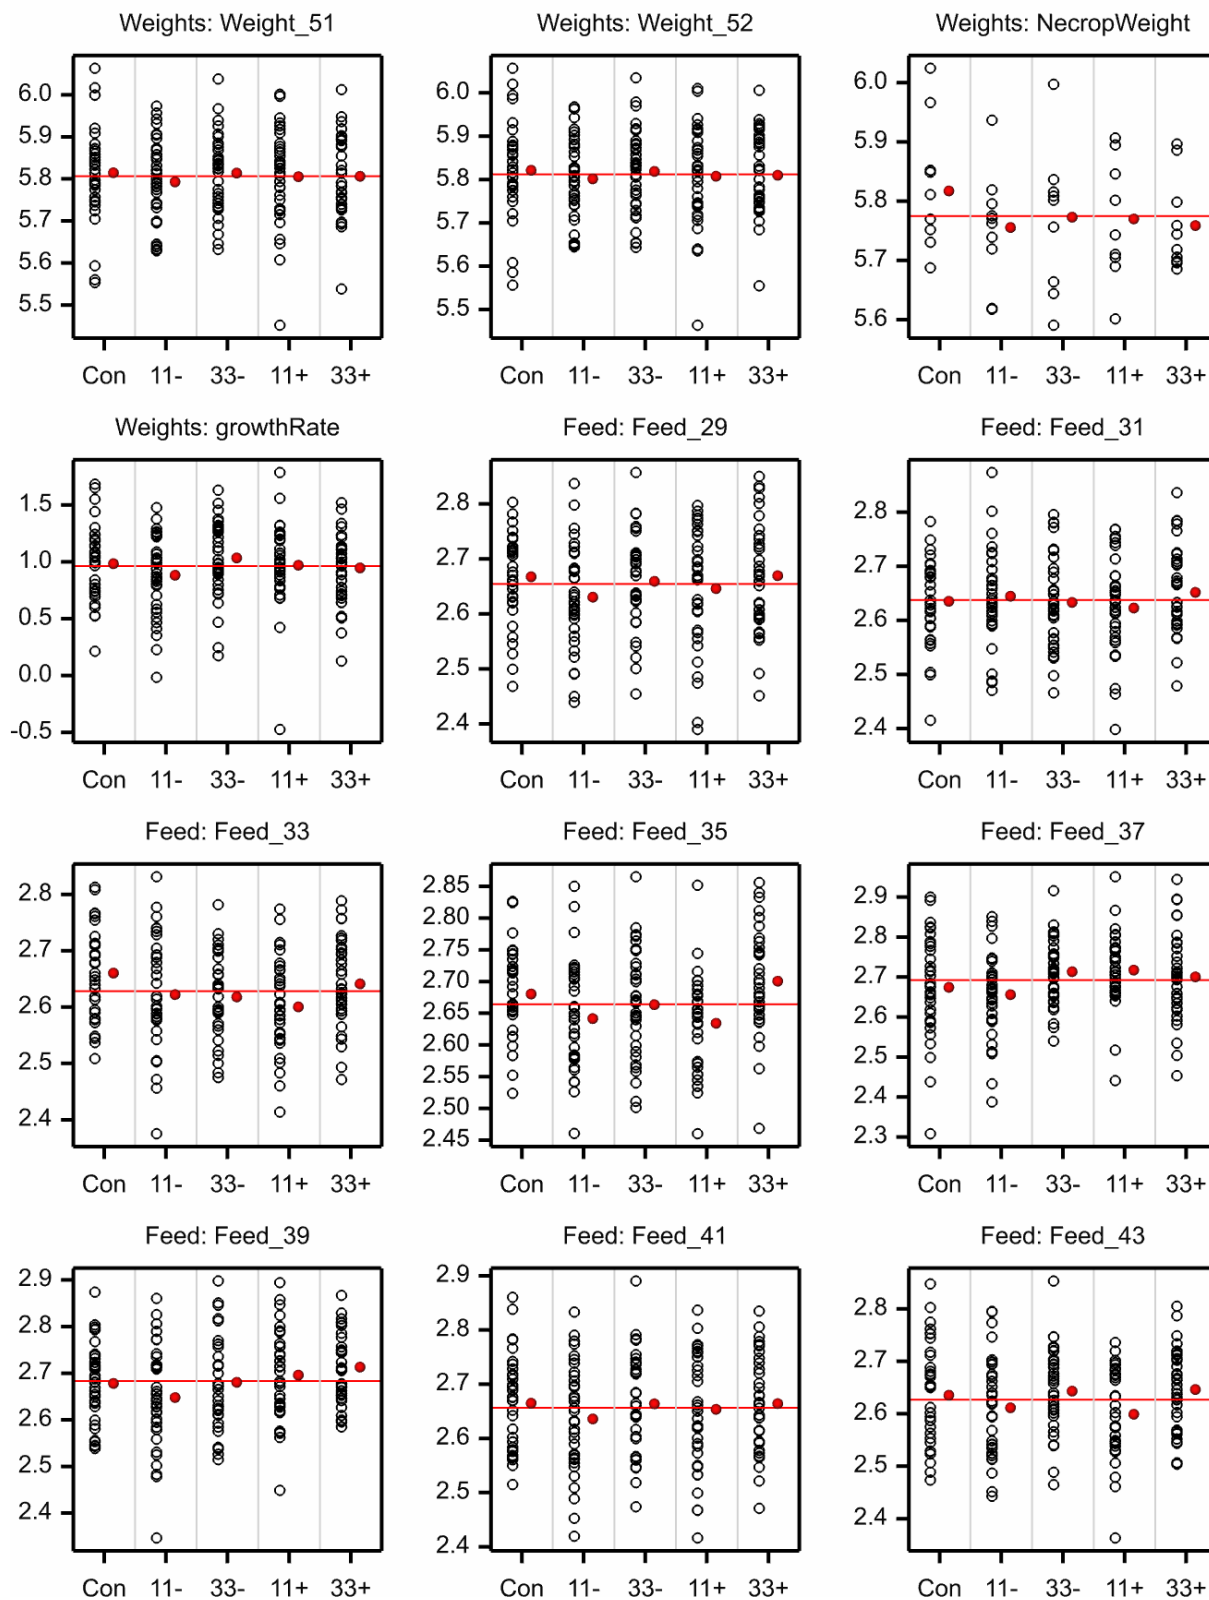 Weights: Weight_51
Weights: Weight_52
Weights: NecropWeight
6.0
5.9
5.8
5.7
5.6
5.5
Con 11- 33- 11+ 33+
6.0
5.9
5.8
5.7
5.6
5.5
Con 11- 33- 11+ 33+
6.0
5.9
5.8
5.7
5.6
Con 11- 33- 11+ 33+
Weights: growthRate
Feed: Feed_29
Feed: Feed_31
1.5
1.0
0.5
0.0
-0.5
Con 11- 33- 11+ 33+
2.8
2.7
2.6
2.5
2.4
Con 11- 33- 11+ 33+
2.8
2.7
2.6
2.5
2.4
Con 11- 33- 11+ 33+
Feed: Feed_33
Feed: Feed_35
Feed: Feed_37
2.8
2.7
2.6
2.5
2.4
Con 11- 33- 11+ 33+
2.85
2.80
2.75
2.70
2.65
2.60
2.55
2.50
2.45
Con 11- 33- 11+ 33+
2.9
2.8
2.7
2.6
2.5
2.4
2.3
Con 11- 33- 11+ 33+
Feed: Feed_39
Feed: Feed_41
Feed: Feed_43
2.9
2.8
2.7
2.6
2.5
2.4
Con 11- 33- 11+ 33+
2.9
2.8
2.7
2.6
2.5
2.4
Con 11- 33- 11+ 33+
2.8
2.7
2.6
2.5
2.4
Con 11- 33- 11+ 33+